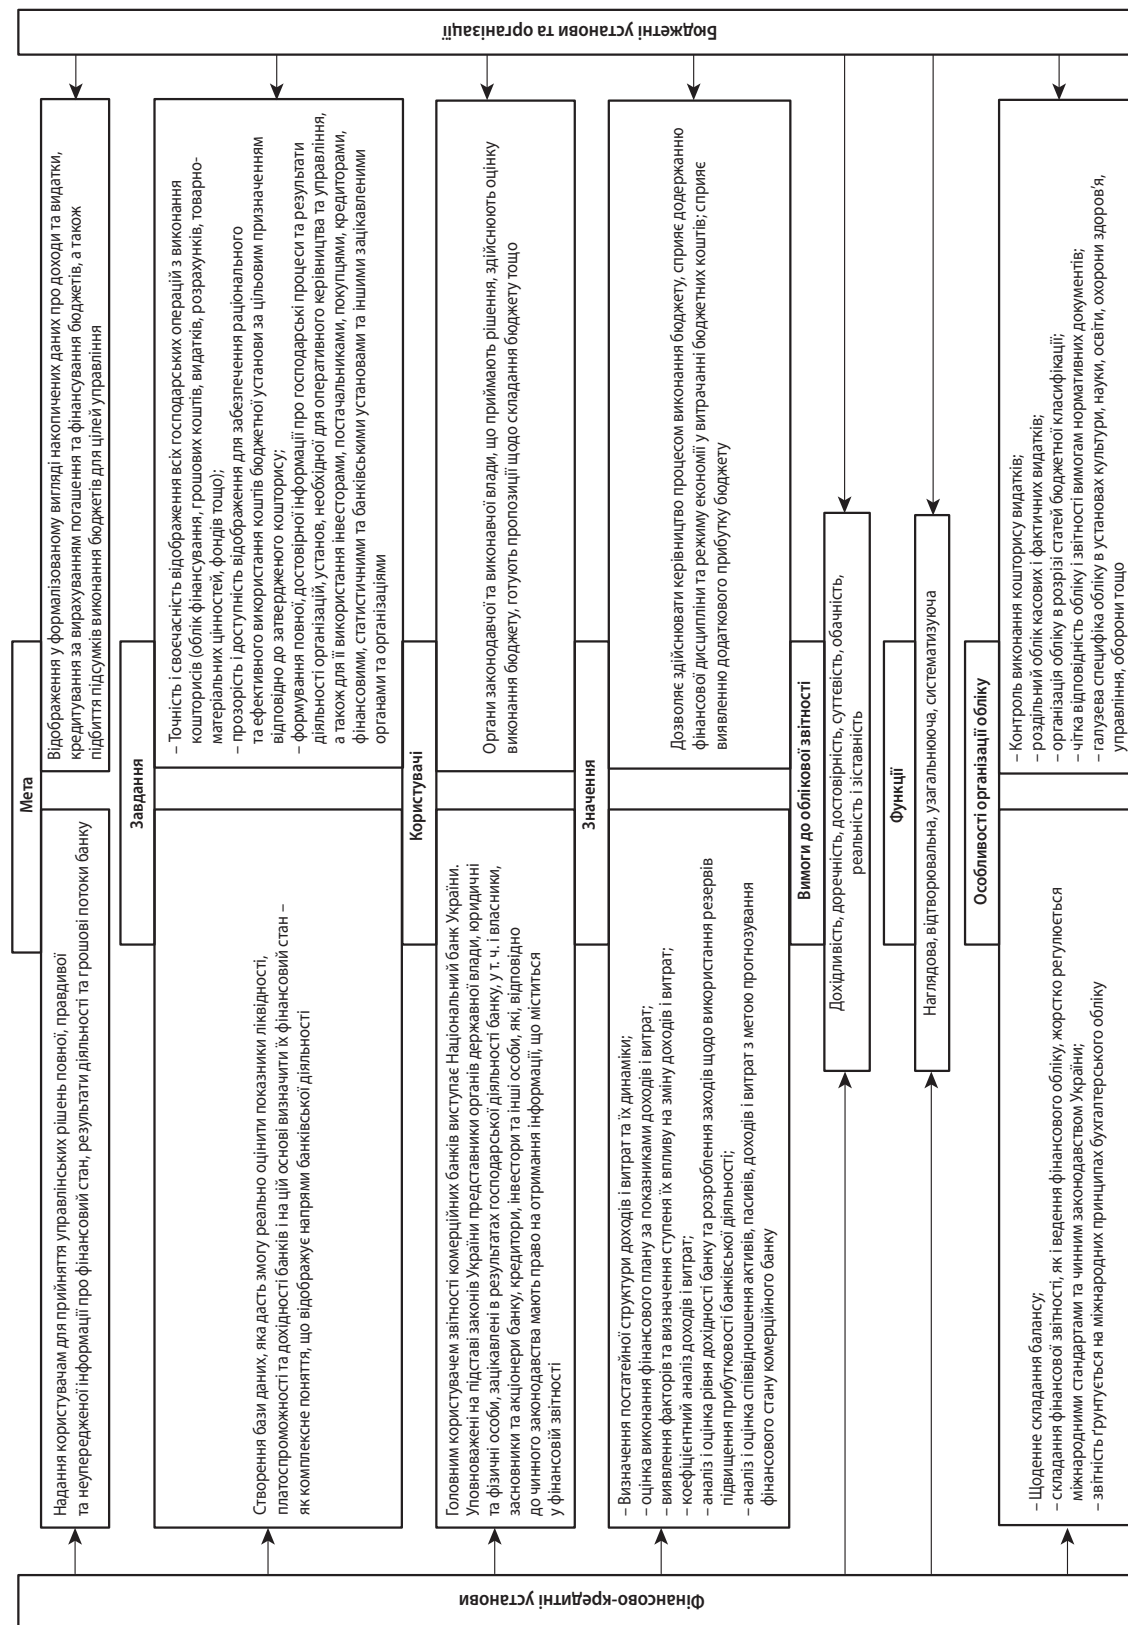 Фінансово-кредитні установи
Бюджетні установи та організації
Мета
Надання користувачам для прийняття управлінських рішень повної, правдивої
та неупередженої інформації про фінансовий стан, результати діяльності та грошові потоки банку
Відображення у формалізованому вигляді накопичених даних про доходи та видатки,
кредитування за вирахуванням погашення та фінансування бюджетів, а також
підбиття підсумків виконання бюджетів для цілей управління
Завдання
Створення бази даних, яка дасть змогу реально оцінити показники ліквідності,
платоспроможності та дохідності банків і на цій основі визначити їх фінансовий стан –
як комплексне поняття, що відображує напрями банківської діяльності
– Точність і своєчасність відображення всіх господарських операцій з виконання
кошторисів (облік фінансування, грошових коштів, видатків, розрахунків, товарно-
матеріальних цінностей, фондів тощо);
– прозорість і доступність відображення для забезпечення раціонального
та ефективного використання коштів бюджетної установи за цільовим призначенням
відповідно до затвердженого кошторису;
– формування повної, достовірної інформації про господарські процеси та результати
діяльності організацій, установ, необхідної для оперативного керівництва та управління,
а також для її використання інвесторами, постачальниками, покупцями, кредиторами,
фінансовими, статистичними та банківськими установами та іншими зацікавленими
органами та організаціями
Користувачі
Головним користувачем звітності комерційних банків виступає Національний банк України.
Уповноважені на підставі законів України представники органів державної влади, юридичні
та фізичні особи, зацікавлені в результатах господарської діяльності банку, у т. ч. і власники,
засновники та акціонери банку, кредитори, інвестори та інші особи, які, відповідно
до чинного законодавства мають право на отримання інформації, що міститься
у фінансовій звітності
Органи законодавчої та виконавчої влади, що приймають рішення, здійснюють оцінку
виконання бюджету, готують пропозиції щодо складання бюджету тощо
Значення
– Визначення постатейної структури доходів і витрат та їх динаміки;
– оцінка виконання фінансового плану за показниками доходів і витрат;
– виявлення факторів та визначення ступеня їх впливу на зміну доходів і витрат;
– коефіцієнтний аналіз доходів і витрат;
– аналіз і оцінка рівня дохідності банку та розроблення заходів щодо використання резервів
підвищення прибутковості банківської діяльності;
– аналіз і оцінка співвідношення активів, пасивів, доходів і витрат з метою прогнозування
фінансового стану комерційного банку
Дозволяє здійснювати керівництво процесом виконання бюджету, сприяє додержанню
фінансової дисципліни та режиму економії у витрачанні бюджетних коштів; сприяє
виявленню додаткового прибутку бюджету
Вимоги до облікової звітності
Дохідливість, доречність, достовірність, суттєвість, обачність,
реальність і зіставність
Функції
Наглядова, відтворювальна, узагальнююча, систематизуюча
Особливості організації обліку
– Щоденне складання балансу;
– складання фінансової звітності, як і ведення фінансового обліку, жорстко регулюється
міжнародними стандартами та чинним законодавством України;
– звітність ґрунтується на міжнародних принципах бухгалтерського обліку
– Контроль виконання кошторису видатків;
– роздільний облік касових і фактичних видатків;
– організація обліку в розрізі статей бюджетної класифікації;
– чітка відповідність обліку і звітності вимогам нормативних документів;
– галузева специфіка обліку в установах культури, науки, освіти, охорони здоров'я,
управління, оборони тощо